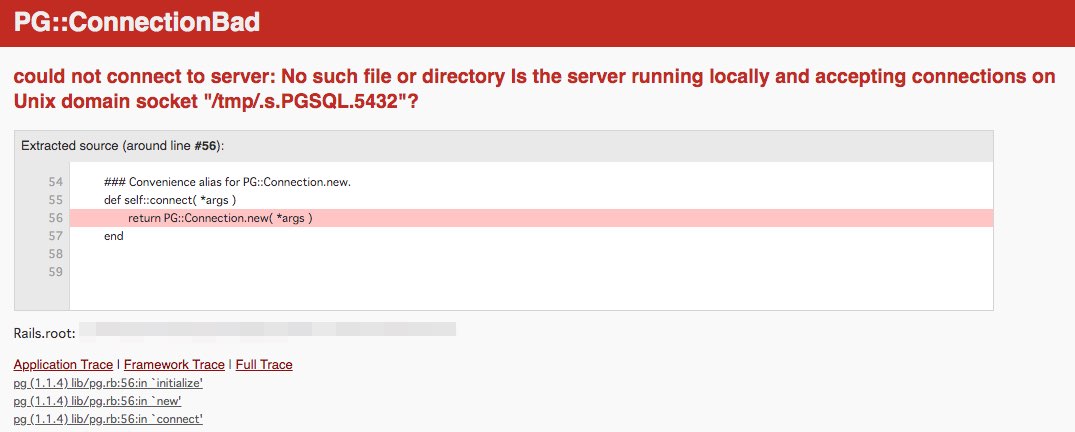 PG::ConnectionBad
could not connect to server: No such file or directory Is the server running locally and accepting connections on
Unix domain socket "/tmp/.s.PGSQL.5432"?
Extracted source (around line #56):
54 ### Convenience alias for PG::Connection.new.
55 def self::connect( *args )
56 return PG::Connection.new( *args )
57 end
58
59
Rails.root:
Application Trace | Framework Trace | Full Trace
pg (1.1.4) lib/pg.rb:56:in `initialize'
pg (1.1.4) lib/pg.rb:56:in `new'
pg (1.1.4) lib/pg.rb:56:in `connect'